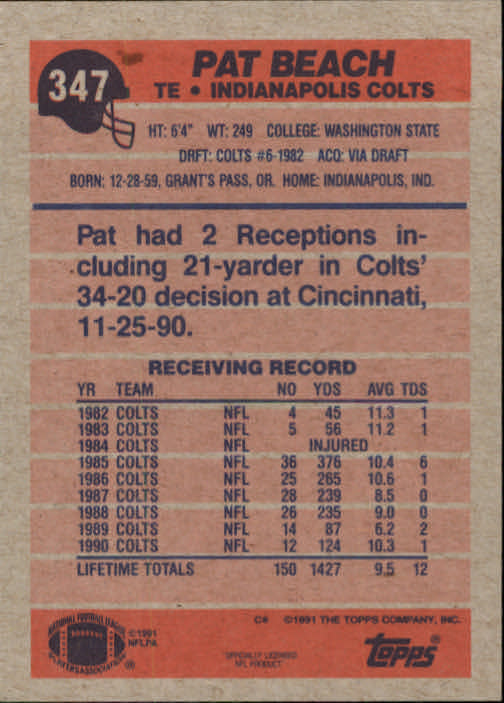 347
PAT BEACH
TE • INDIANAPOLIS COLTS
HT: 6'4" WT: 249 COLLEGE: WASHINGTON STATE
DRFT: COLTS #6-1982 ACQ: VIA DRAFT
BORN: 12-28-59, GRANT'S PASS, OR. HOME: INDIANAPOLIS, IND.
Pat had 2 Receptions in-
cluding 21-yarder in Colts'
34-20 decision at Cincinnati,
11-25-90.
RECEIVING RECORD
YR TEAM NO YDS AVG TDS
1982 COLTS NFL 4 45 11.3 1
1983 COLTS NFL 5 56 11.2 1
1984 COLTS NFL INJURED
1985 COLTS NFL 36 376 10.4 6
1986 COLTS NFL 25 265 10.6 1
1987 COLTS NFL 28 239 8.5 0
1988 COLTS NFL 26 235 9.0 0
1989 COLTS NFL 14 87 6.2 2
1990 COLTS NFL 12 124 10.3 1
LIFETIME TOTALS 150 1427 9.5 12
NATIONAL FOOTBALL LEAGUE
PLAYERS ASSOCIATION ®
©1991
NFLPA
C* ©1991 THE TOPPS COMPANY, INC.
OFFICIALLY LICENSED
NFL PRODUCT
topps®